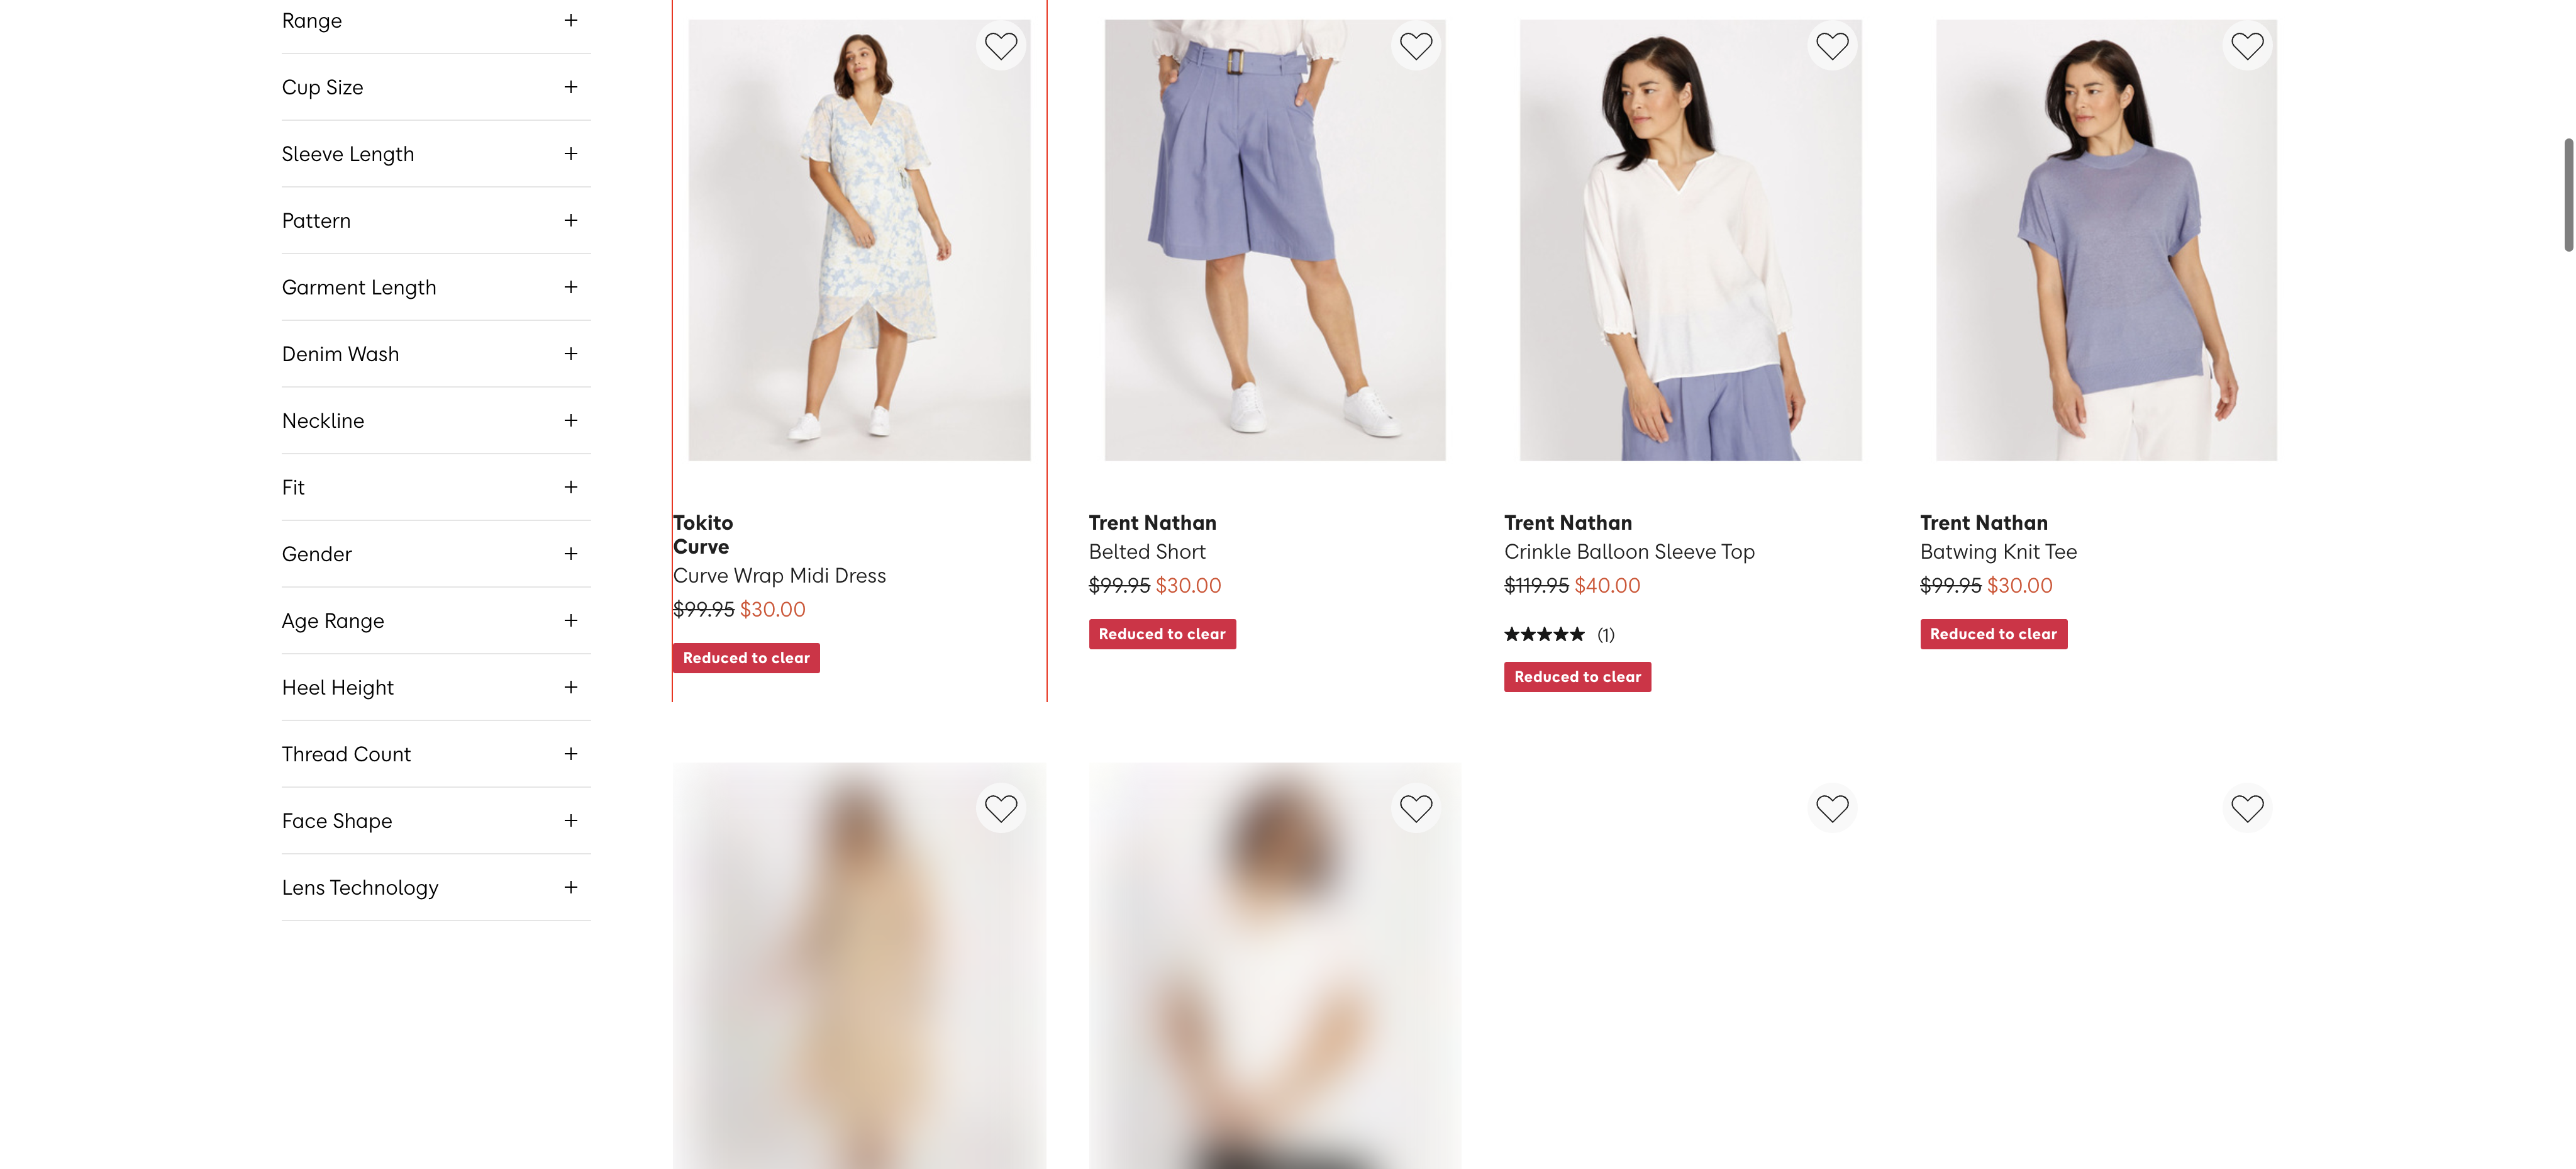 Range
Cup Size
Sleeve Length
Pattern
Garment Length
Denim Wash
Neckline
Fit
Gender
Age Range
Heel Height
Thread Count
Face Shape
Lens Technology
Tokito
Curve
Curve Wrap Midi Dress
$99.95 $30.00
Reduced to clear
Trent Nathan
Belted Short
$99.95 $30.00
Reduced to clear
Trent Nathan
Crinkle Balloon Sleeve Top
$119.95 $40.00
★★★★★ (1)
Reduced to clear
Trent Nathan
Batwing Knit Tee
$99.95 $30.00
Reduced to clear